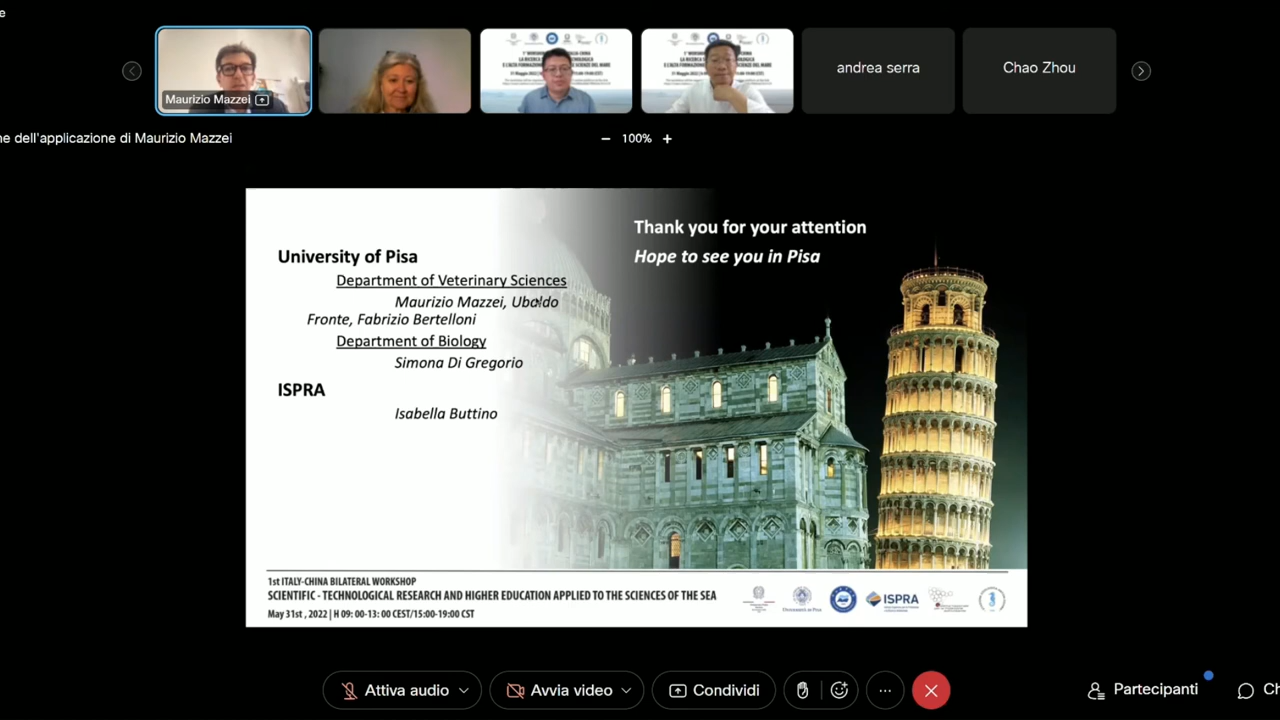 e
Maurizio Mazzei
andrea serra
Chao Zhou
ne dell'applicazione di Maurizio Mazzei
100%
Thank you for your attention
Hope to see you in Pisa
University of Pisa
Department of Veterinary Sciences
Maurizio Mazzei, Ubaldo
Fronte, Fabrizio Bertelloni
Department of Biology
Simona Di Gregorio
ISPRA
Isabella Buttino
1st ITALY-CHINA BILATERAL WORKSHOP
SCIENTIFIC - TECHNOLOGICAL RESEARCH AND HIGHER EDUCATION APPLIED TO THE SCIENCES OF THE SEA
May 31st , 2022 | H 09: 00-13: 00 CEST/15:00-19:00 CST
ISPRA
Attiva audio
Avvia video
Condividi
Partecipanti
Ch